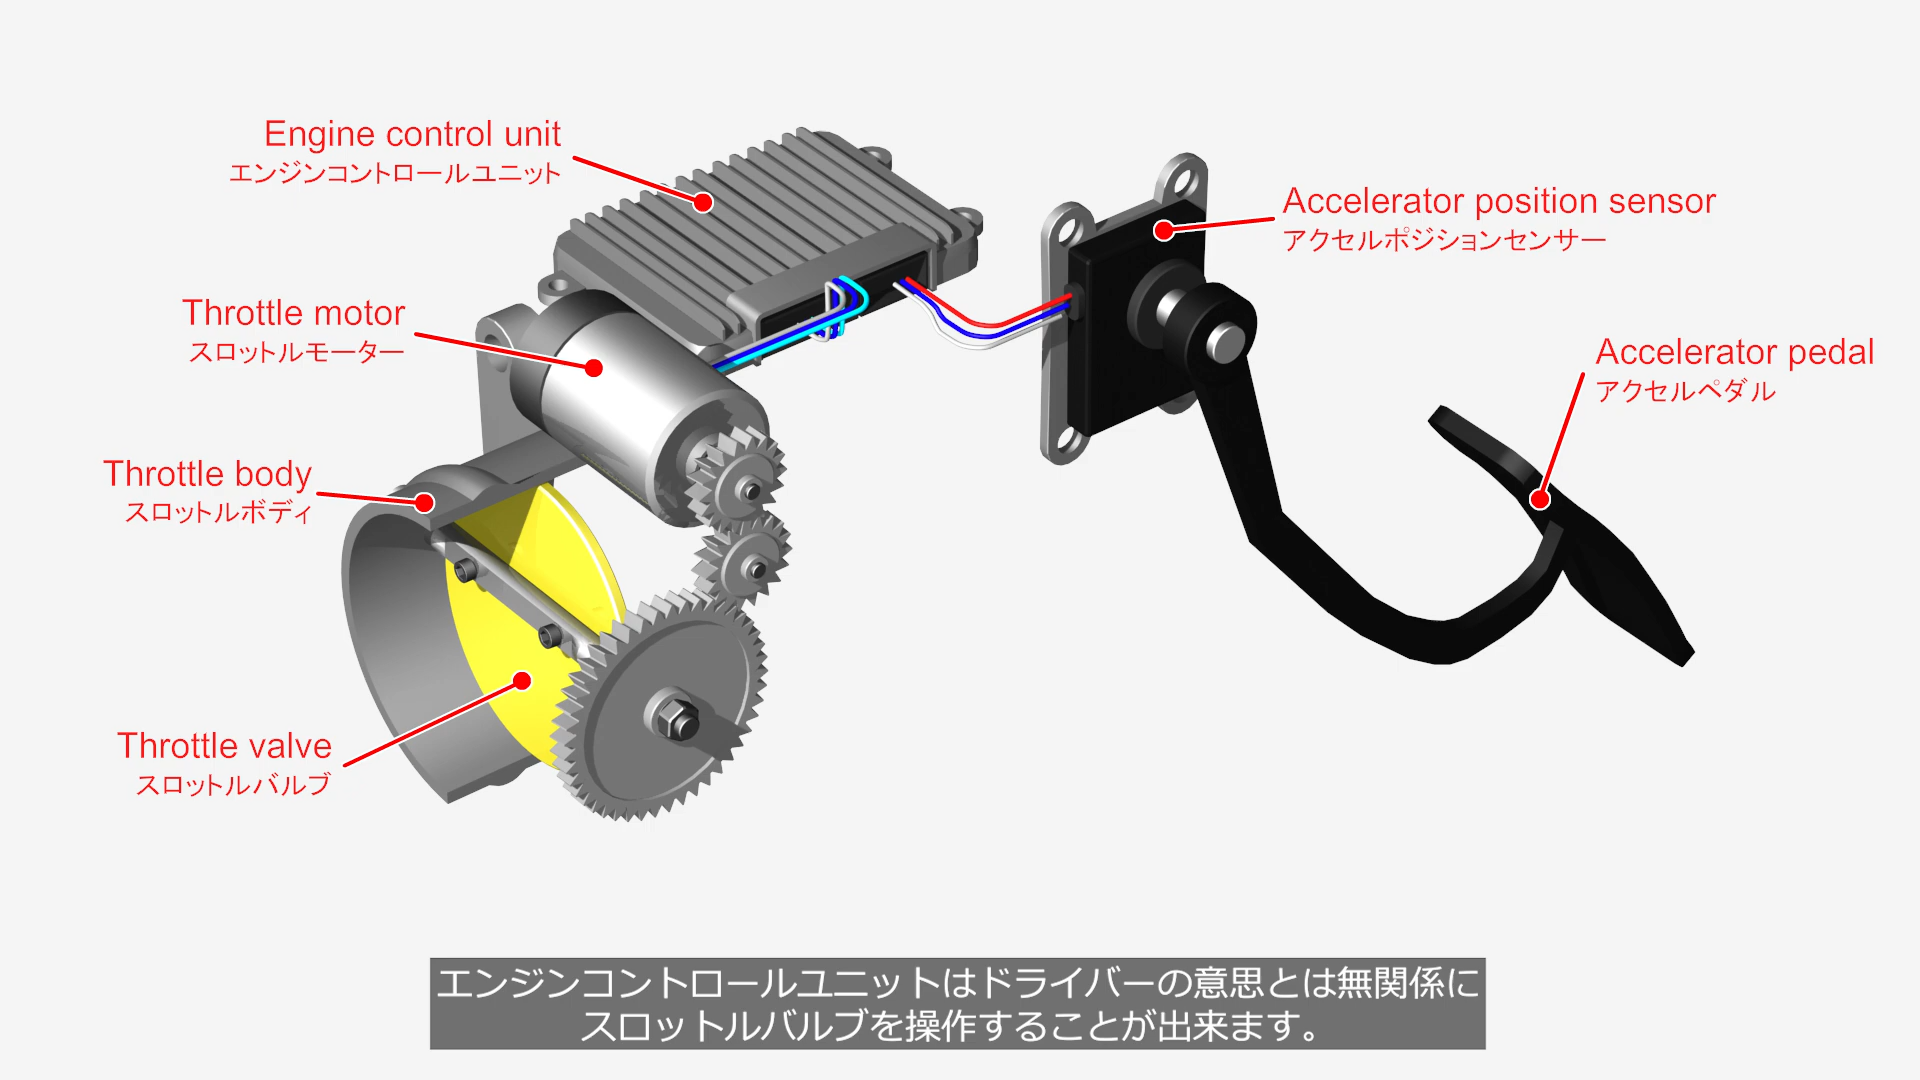 Engine control unit
エンジンコントロールユニット
Accelerator position sensor
アクセルポジションセンサー
Throttle motor
スロットルモーター
Accelerator pedal
アクセルペダル
Throttle body
スロットルボディ
Throttle valve
スロットルバルブ
エンジンコントロールユニットはドライバーの意思とは無関係に
スロットルバルブを操作することが出来ます。